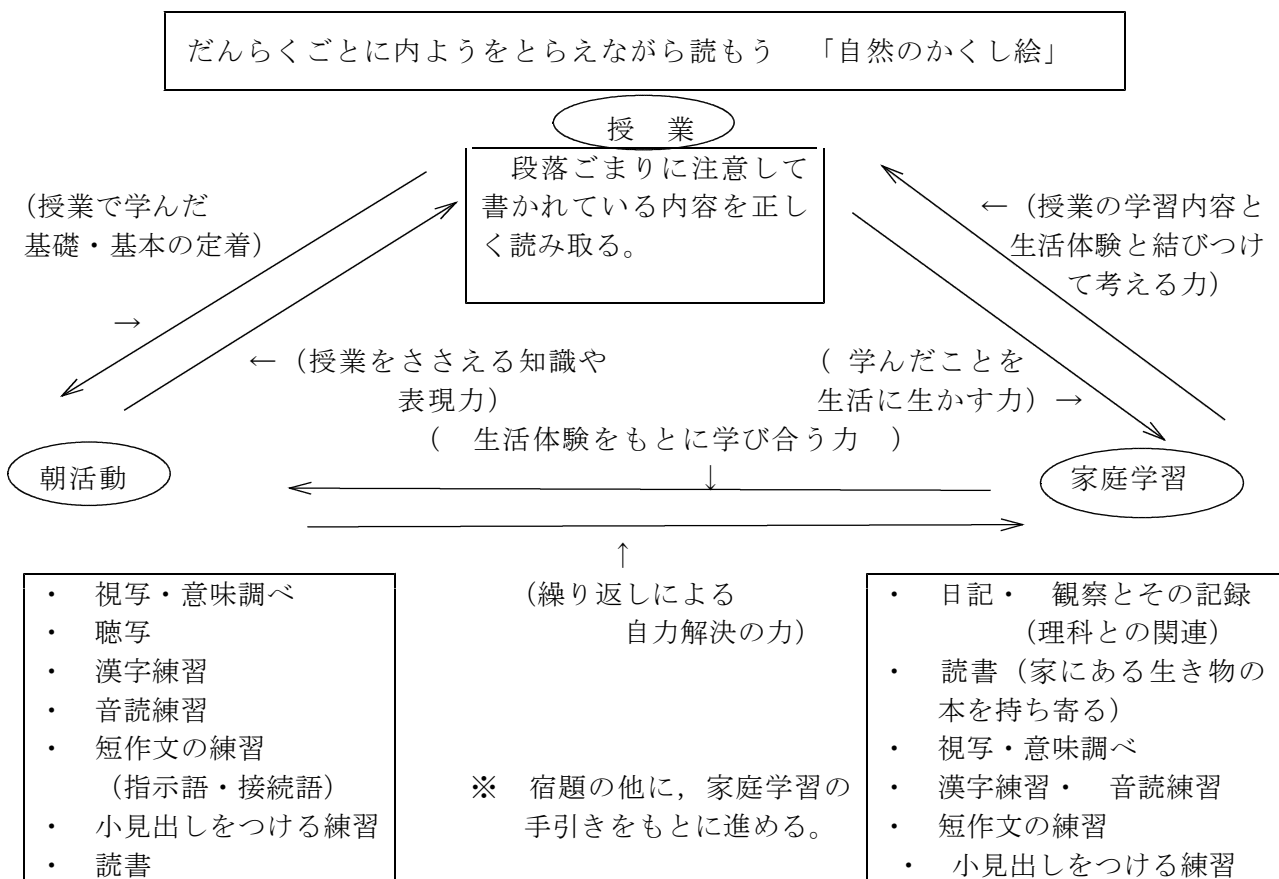 だんらくごとに内ようをとらえながら読もう 「自然のかくし絵」
授 業
段落ごまりに注意して
書かれている内容を正し
く読み取る。
(授業で学んだ
基礎・基本の定着)
→
←(授業の学習内容と
生活体験と結びつけ
て考える力)
←(授業をささえる知識や
表現力)
( 学んだことを
生活に生かす力)→
( 生活体験をもとに学び合う力 )
↓
朝活動
家庭学習
↑
(繰り返しによる
自力解決の力)
・ 視写・意味調べ
・ 聴写
・ 漢字練習
・ 音読練習
・ 短作文の練習
(指示語・接続語)
・ 小見出しをつける練習
・ 読書
※ 宿題の他に,家庭学習の
手引きをもとに進める。
・ 日記・ 観察とその記録
(理科との関連)
・ 読書(家にある生き物の
本を持ち寄る)
・ 視写・意味調べ
・ 漢字練習・ 音読練習
・ 短作文の練習
・ 小見出しをつける練習